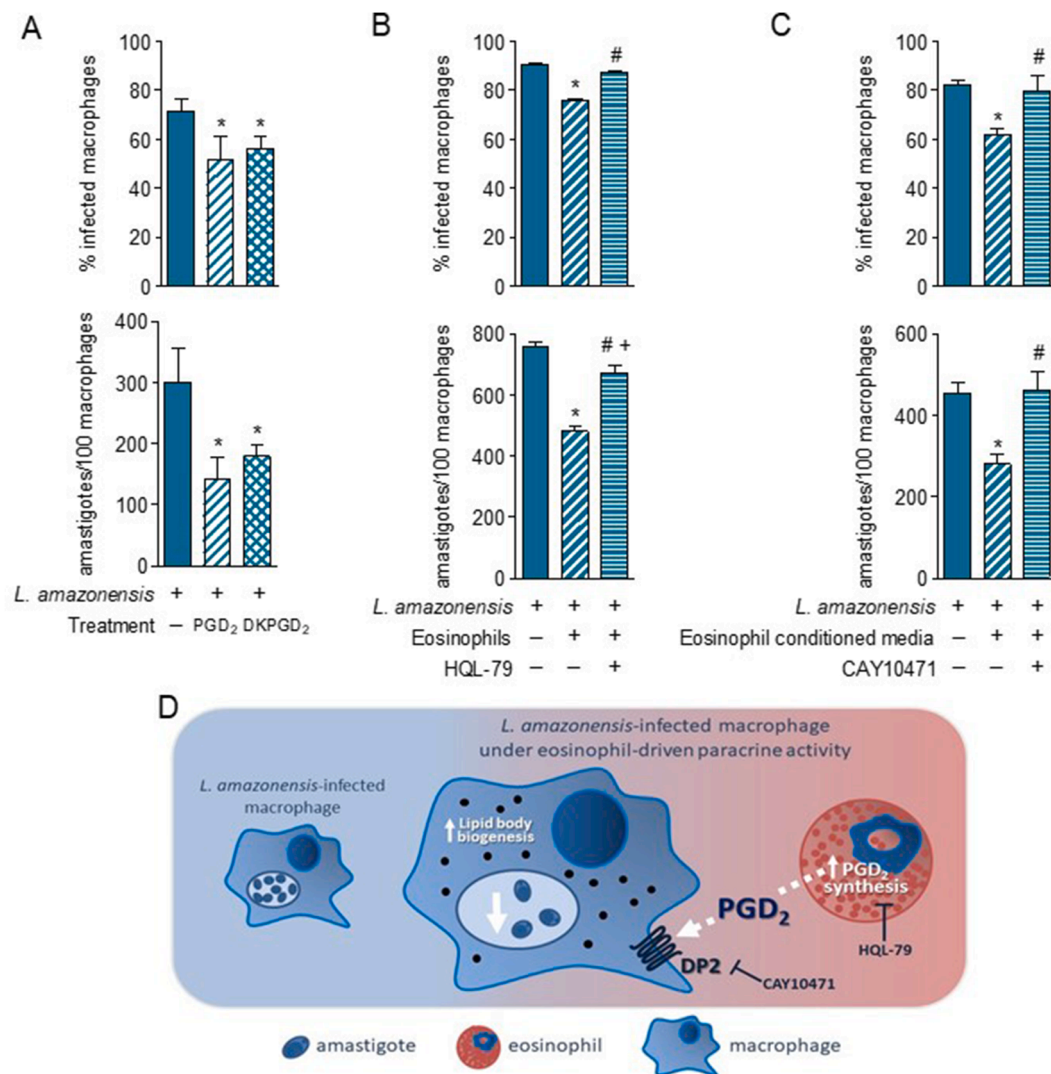 A
% infected macrophages
100
80
60
40
20
0
* *
amastigotes/100 macrophages
400
300
200
100
0
* *
L. amazonensis + + +
Treatment – PGD₂ DKPGD₂
B
% infected macrophages
100
80
60
40
20
0
* #
amastigotes/100 macrophages
800
600
400
200
0
* # +
L. amazonensis + + +
Eosinophils – + +
HQL-79 – – +
C
% infected macrophages
100
80
60
40
20
0
* #
amastigotes/100 macrophages
600
400
200
0
* #
L. amazonensis + + +
Eosinophil conditioned media – + +
CAY10471 – – +
D
L. amazonensis-infected
macrophage
L. amazonensis-infected macrophage
under eosinophil-driven paracrine activity
Lipid body
biogenesis
PGD₂
synthesis
PGD₂
HQL-79
DP2
CAY10471
amastigote
eosinophil
macrophage